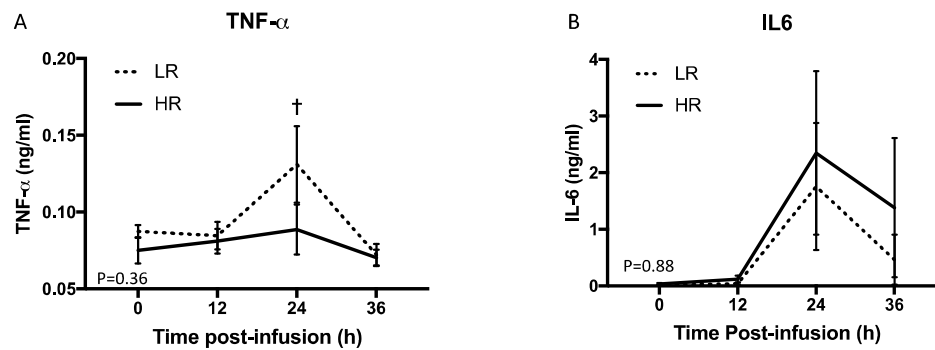 A
TNF-α
0.20
0.15
0.10
0.05
TNF-α (ng/ml)
LR
HR
†
P=0.36
0
12
24
36
Time post-infusion (h)
B
IL6
4
3
2
1
0
IL-6 (ng/ml)
LR
HR
P=0.88
0
12
24
36
Time Post-infusion (h)